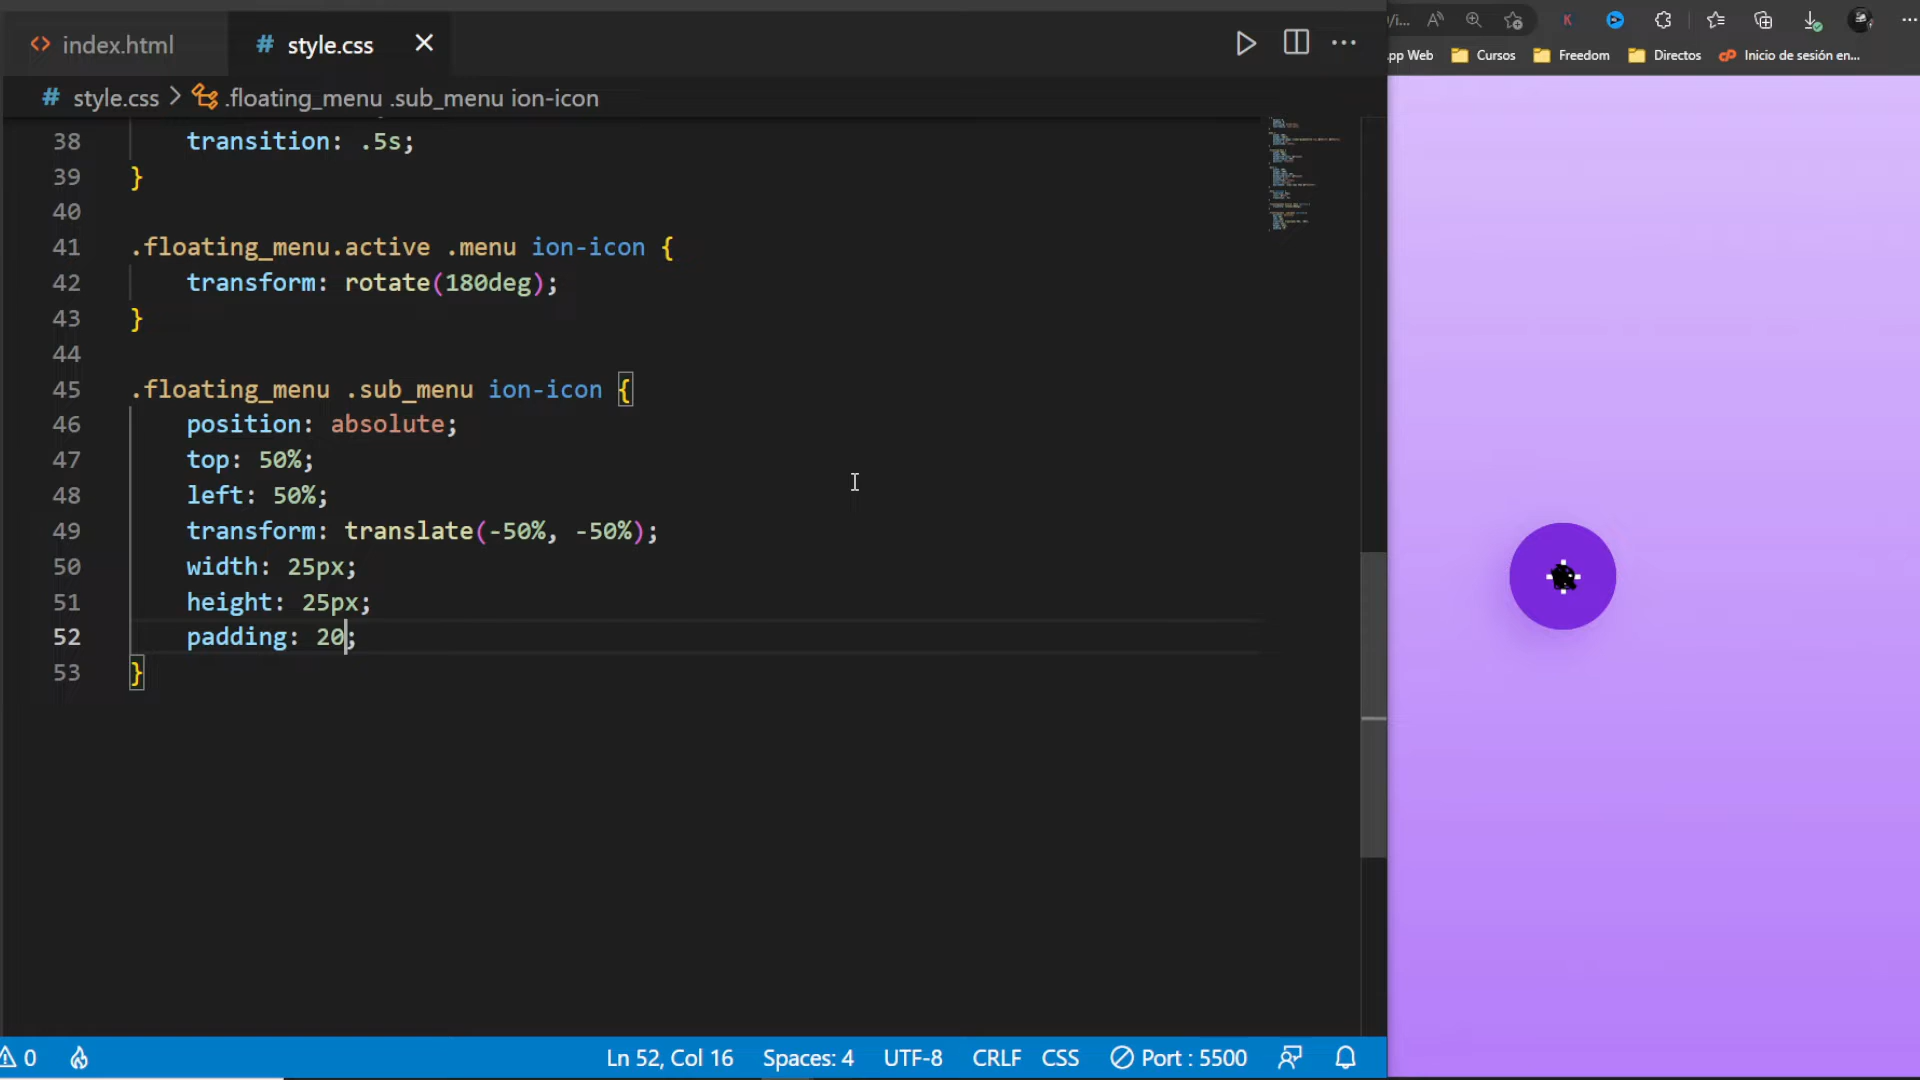 index.html
# style.css
/i...
pp Web
Cursos
Freedom
Directos
Inicio de sesión en...
# style.css > .floating_menu .sub_menu ion-icon
38 transition: .5s;
39 }
40
41 .floating_menu.active .menu ion-icon {
42 transform: rotate(180deg);
43 }
44
45 .floating_menu .sub_menu ion-icon {
46 position: absolute;
47 top: 50%;
48 left: 50%;
49 transform: translate(-50%, -50%);
50 width: 25px;
51 height: 25px;
52 padding: 20;
53 }
0
Ln 52, Col 16
Spaces: 4
UTF-8
CRLF
CSS
Port : 5500